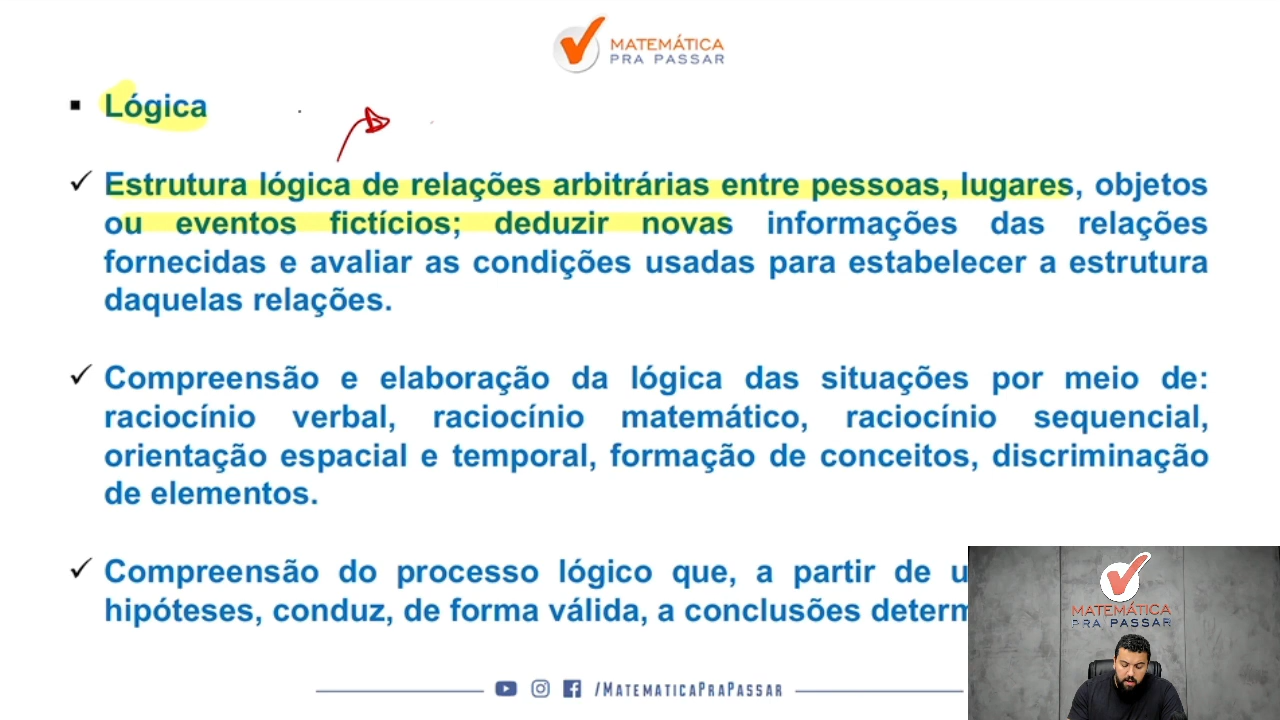 MATEMÁTICA
PRA PASSAR
Lógica
Estrutura lógica de relações arbitrárias entre pessoas, lugares, objetos
ou eventos fictícios; deduzir novas informações das relações
fornecidas e avaliar as condições usadas para estabelecer a estrutura
daquelas relações.
Compreensão e elaboração da lógica das situações por meio de:
raciocínio verbal, raciocínio matemático, raciocínio sequencial,
orientação espacial e temporal, formação de conceitos, discriminação
de elementos.
Compreensão do processo lógico que, a partir de
hipóteses, conduz, de forma válida, a conclusões
MATEMÁTICA
PRA PASSAR
/MATEMATICAPRAPASSAR